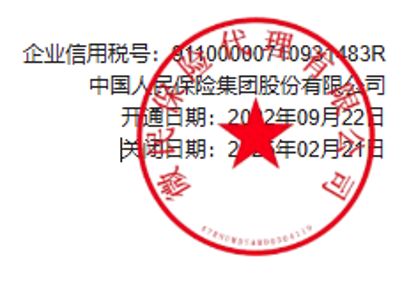 企业信用税号：91100000710931483R
中国人民保险集团股份有限公司
开通日期：2022年09月22日
关闭日期：2025年02月21日
微民保险代理有限公司